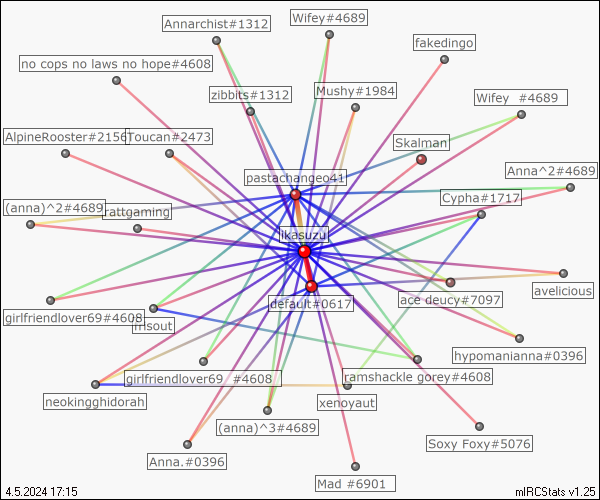 Annarchist#1312
Wifey#4689
fakedingo
no cops no laws no hope#4608
zibbits#1312
Mushy#1984
Wifey #4689
AlpineRooster#2156
Toucan#2473
Skalman
pastachangeo41
Anna^2#4689
Cypha#1717
(anna)^2#4689
rattgaming
ikasuzu
default#0617
ace deucy#7097
avelicious
girlfriendlover69#4608
hypomanianna#0396
girlfriendlover69 #4608
ramshackle gorey#4608
neokingghidorah
xenoyaut
(anna)^3#4689
Soxy Foxy#5076
Anna.#0396
Mad #6901
4.5.2024 17:15
mIRCStats v1.25